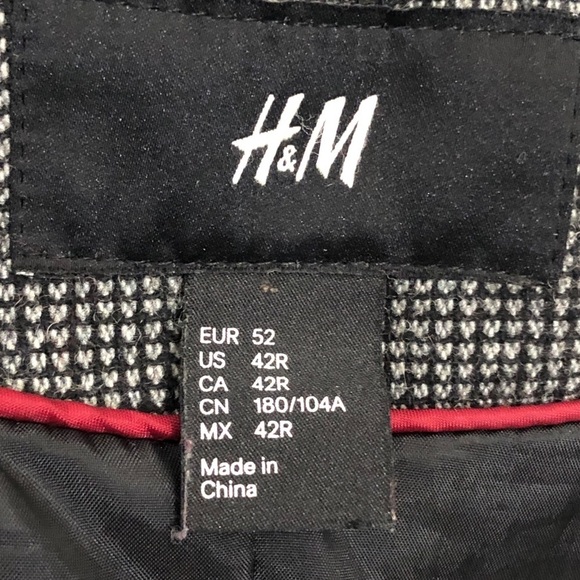 H&M
EUR 52
US 42R
CA 42R
CN 180/104A
MX 42R
Made in
China